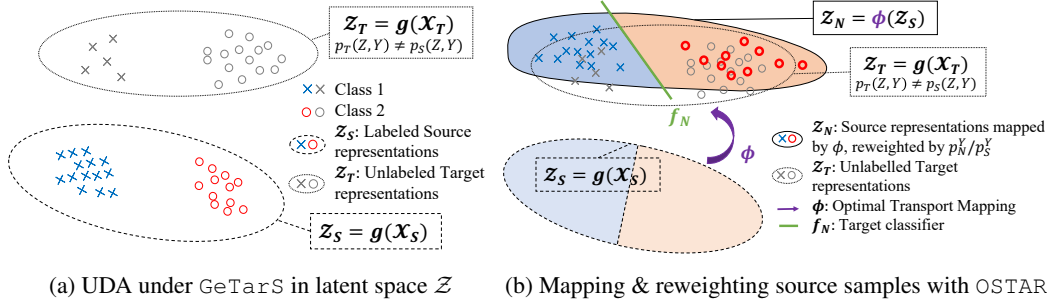 𝒵_T = g(𝒳_T)
p_T(Z, Y) ≠ p_S(Z, Y)
Class 1
Class 2
𝒵_S: Labeled Source
representations
𝒵_T: Unlabeled Target
representations
𝒵_S = g(𝒳_S)
(a) UDA under GeTarS in latent space 𝒵
𝒵_N = ϕ(𝒵_S)
𝒵_T = g(𝒳_T)
p_T(Z, Y) ≠ p_S(Z, Y)
f_N
ϕ
𝒵_S = g(𝒳_S)
𝒵_N: Source representations mapped
by ϕ, reweighted by p_N^Y/p_S^Y
𝒵_T: Unlabelled Target
representations
ϕ: Optimal Transport Mapping
f_N: Target classifier
(b) Mapping & reweighting source samples with OSTAR